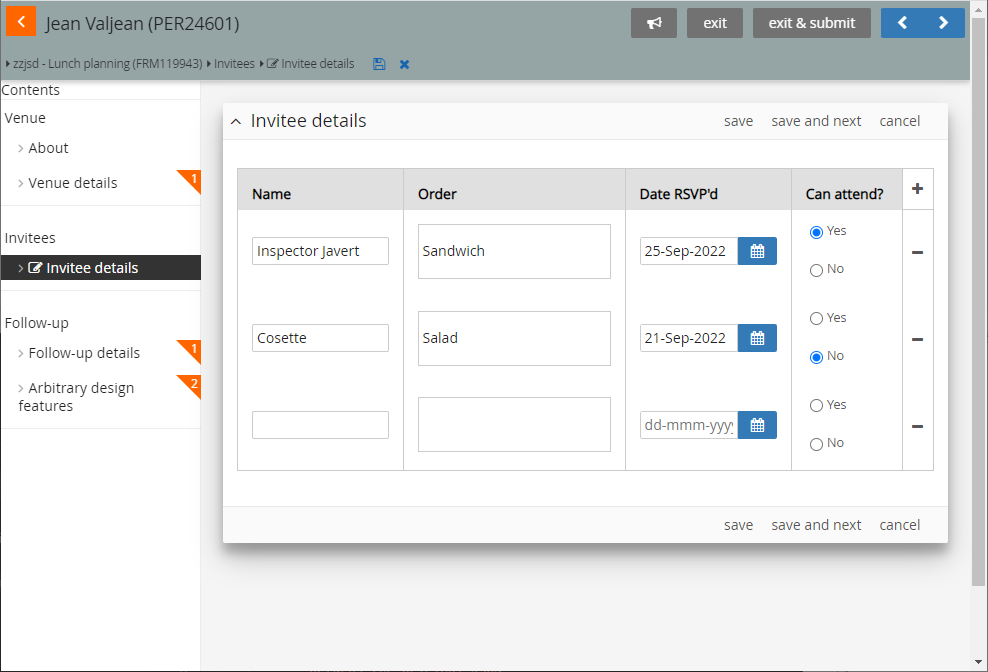 Jean Valjean (PER24601)
exit
exit & submit
zzjsd - Lunch planning (FRM119943) Invitees Invitee details
Contents
Venue
About
Venue details 1
Invitees
Invitee details
Follow-up
Follow-up details 1
Arbitrary design 2
features
Invitee details save save and next cancel
Name Order Date RSVP'd Can attend? +
Inspector Javert Sandwich 25-Sep-2022 Yes
No
Cosette Salad 21-Sep-2022 Yes
No
dd-mmm-yyyy Yes
No
save save and next cancel